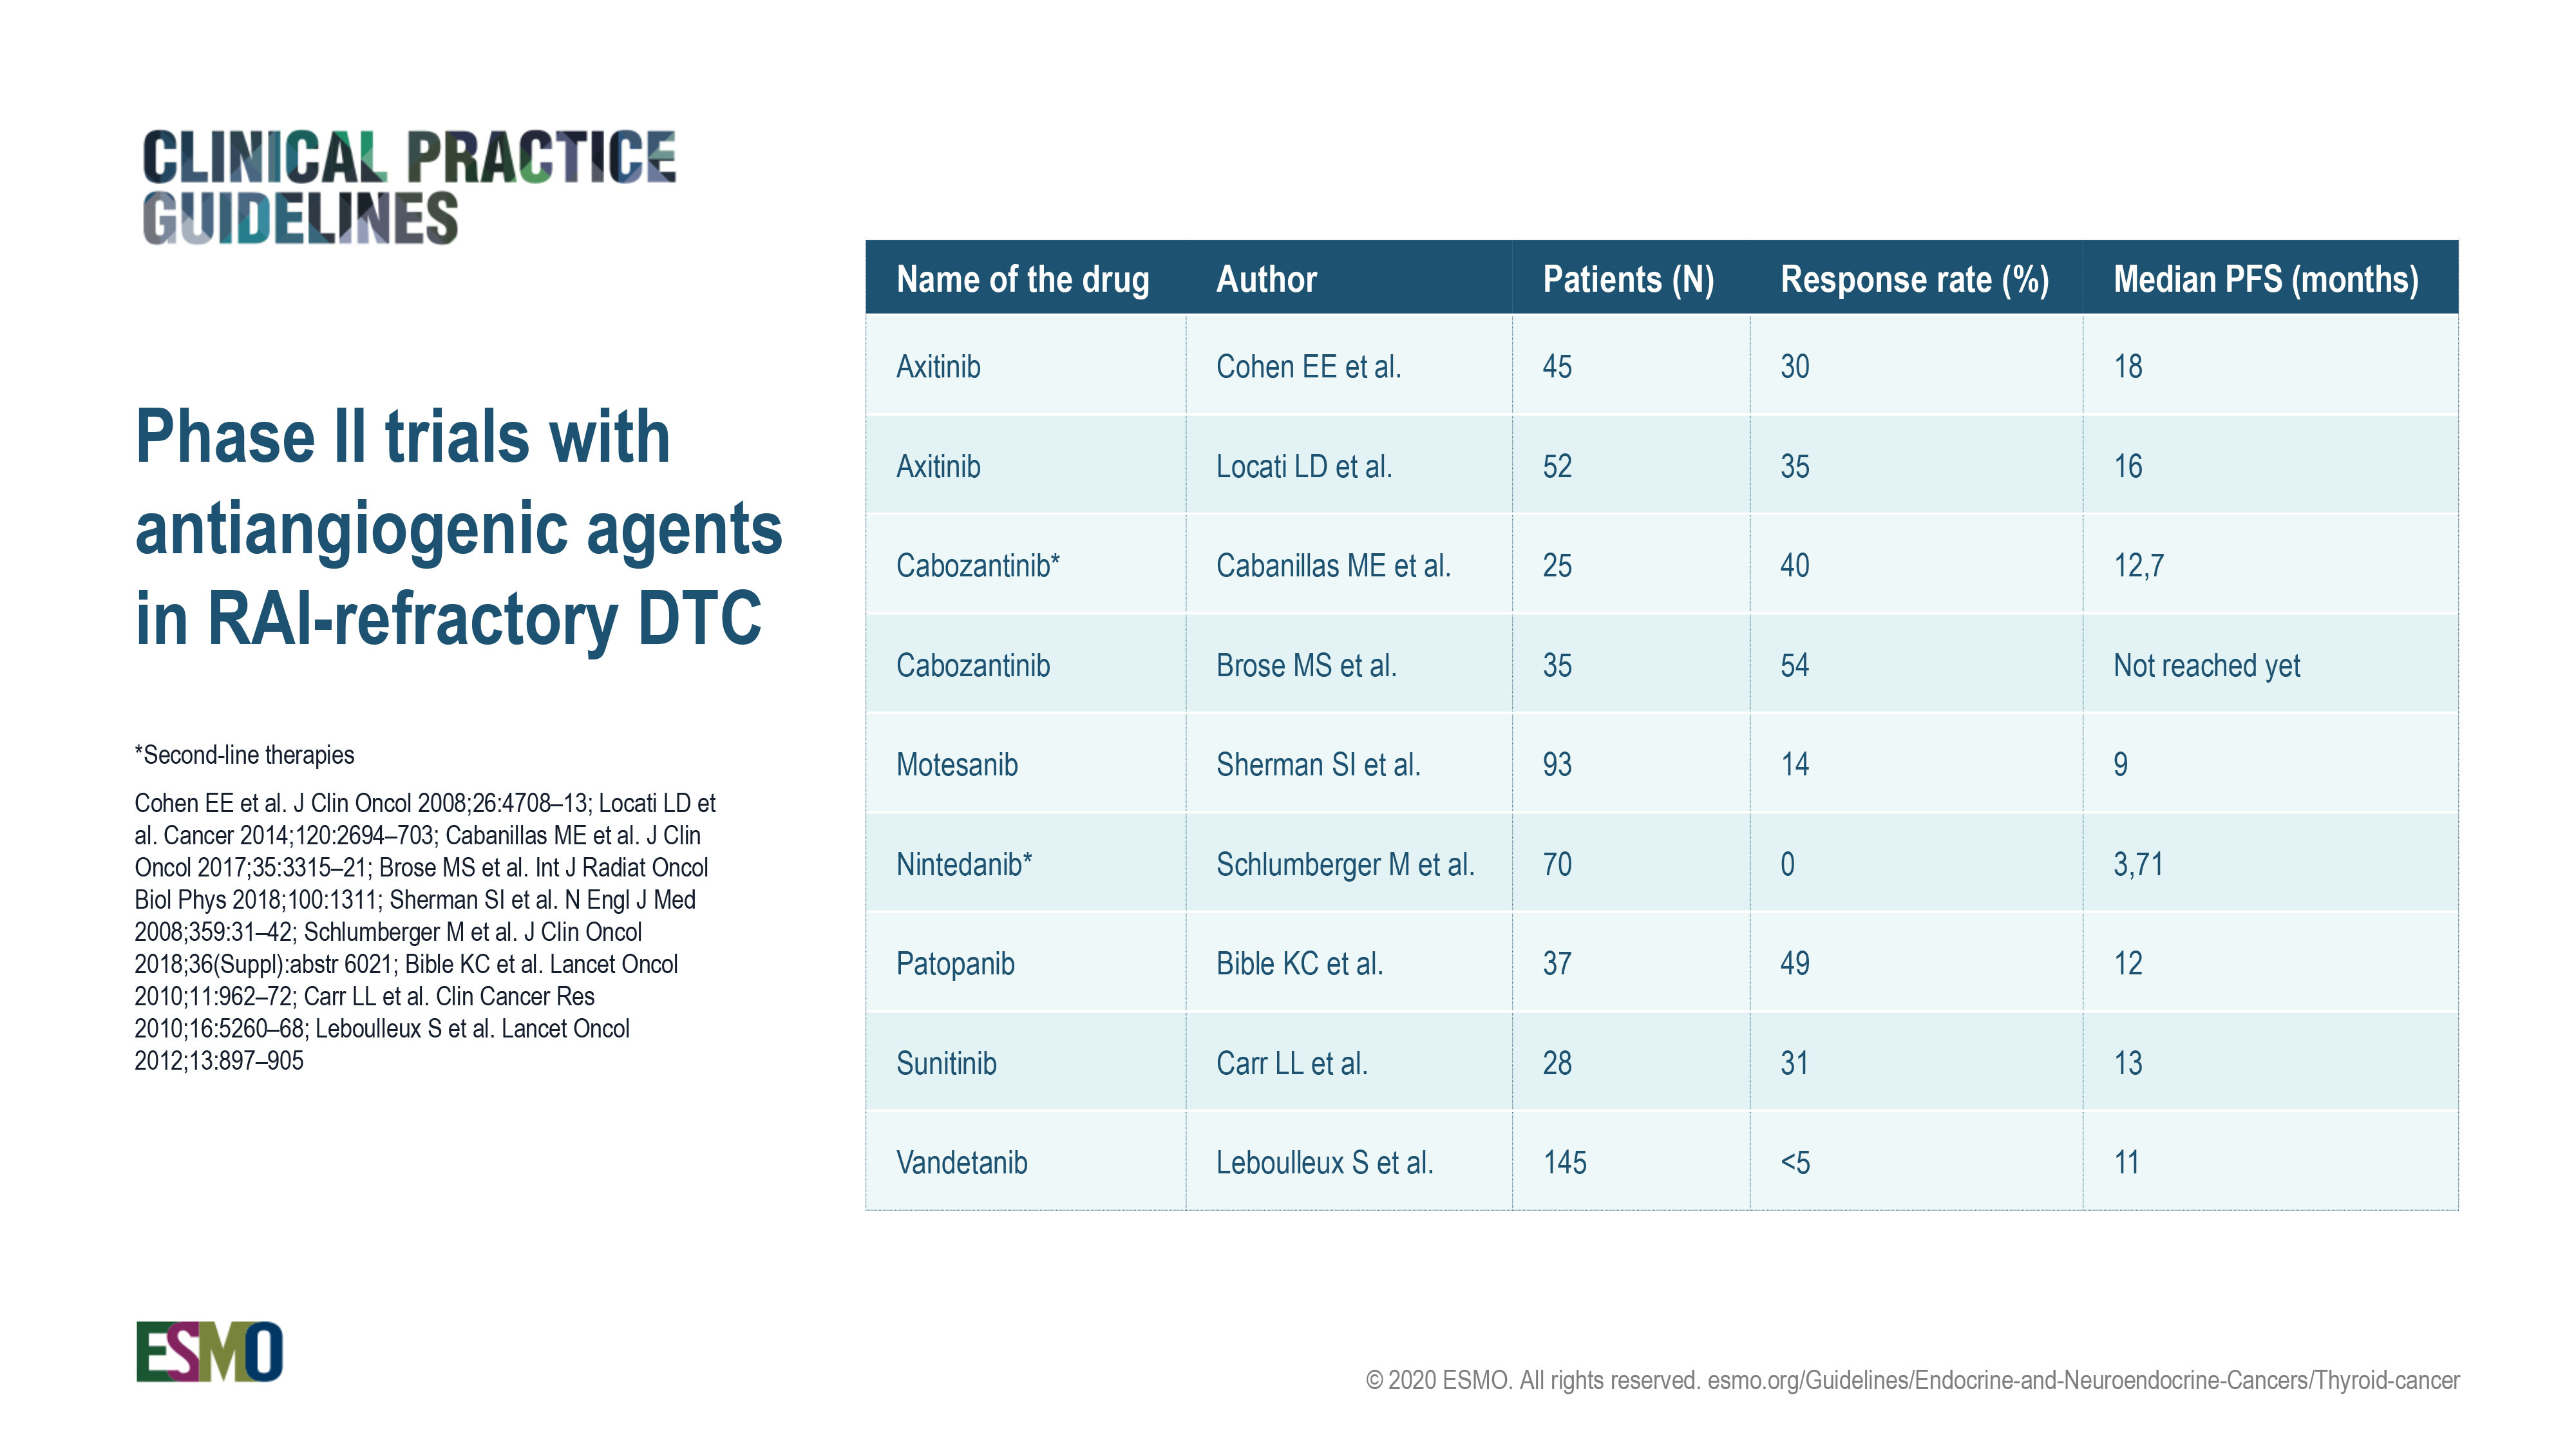 CLINICAL PRACTICE
GUIDELINES
Phase II trials with
antiangiogenic agents
in RAI-refractory DTC
*Second-line therapies
Cohen EE et al. J Clin Oncol 2008;26:4708–13; Locati LD et
al. Cancer 2014;120:2694–703; Cabanillas ME et al. J Clin
Oncol 2017;35:3315–21; Brose MS et al. Int J Radiat Oncol
Biol Phys 2018;100:1311; Sherman SI et al. N Engl J Med
2008;359:31–42; Schlumberger M et al. J Clin Oncol
2018;36(Suppl):abstr 6021; Bible KC et al. Lancet Oncol
2010;11:962–72; Carr LL et al. Clin Cancer Res
2010;16:5260–68; Leboulleux S et al. Lancet Oncol
2012;13:897–905
Name of the drug Author Patients (N) Response rate (%) Median PFS (months)
Axitinib Cohen EE et al. 45 30 18
Axitinib Locati LD et al. 52 35 16
Cabozantinib* Cabanillas ME et al. 25 40 12,7
Cabozantinib Brose MS et al. 35 54 Not reached yet
Motesanib Sherman SI et al. 93 14 9
Nintedanib* Schlumberger M et al. 70 0 3,71
Patopanib Bible KC et al. 37 49 12
Sunitinib Carr LL et al. 28 31 13
Vandetanib Leboulleux S et al. 145 <5 11
ESMO
© 2020 ESMO. All rights reserved. esmo.org/Guidelines/Endocrine-and-Neuroendocrine-Cancers/Thyroid-cancer